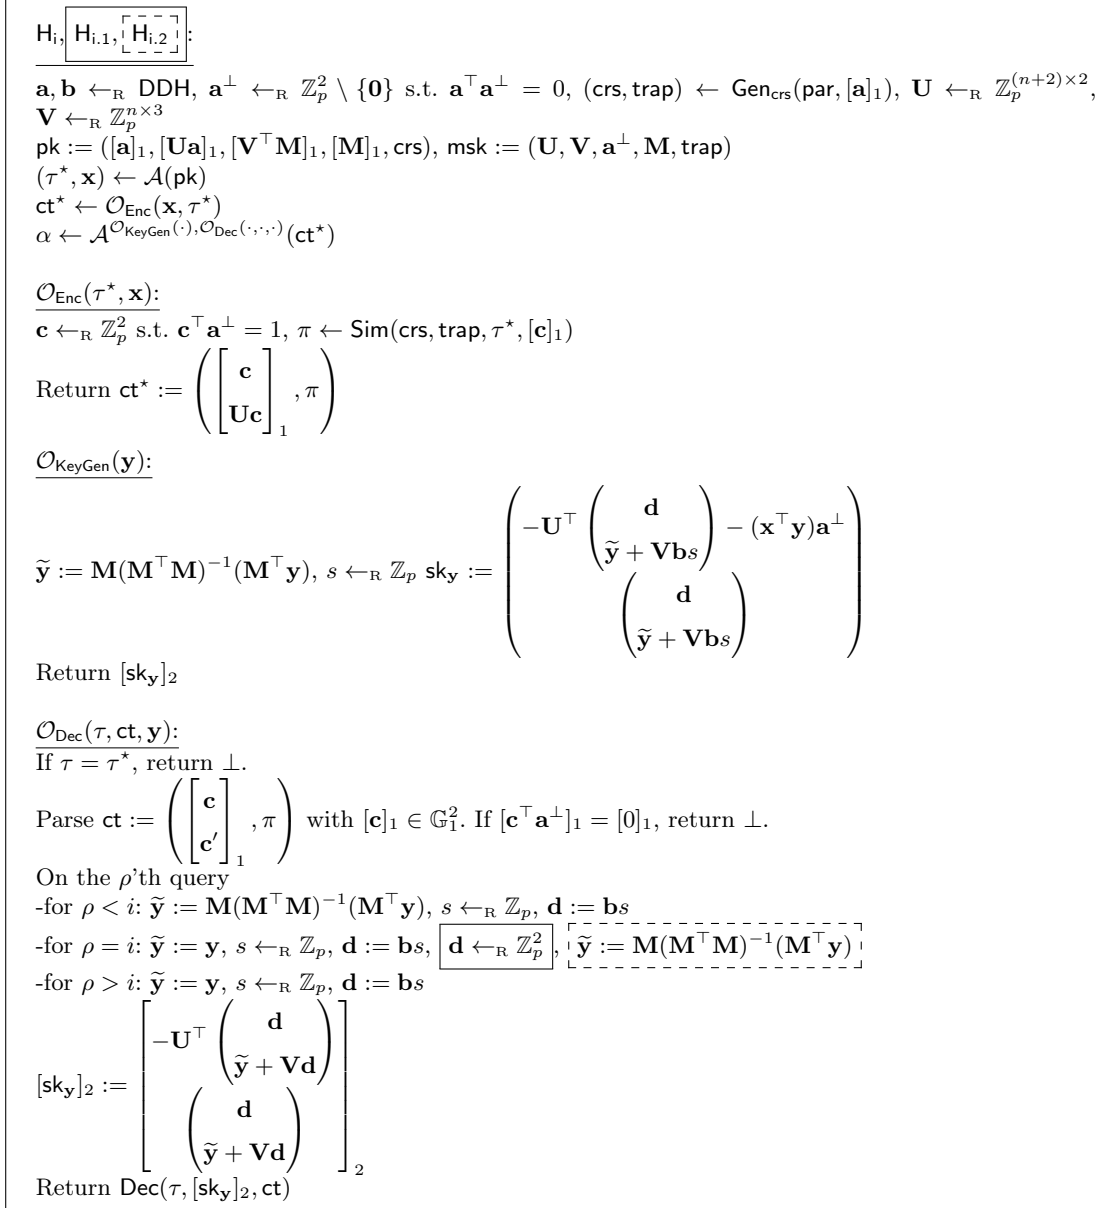 H_i, H_{i.1}, H_{i.2}:
a, b ←_R DDH, a^⊥ ←_R ℤ_p^2 \ {0} s.t. a^⊤a^⊥ = 0, (crs, trap) ← Gen_crs(par, [a]_1), U ←_R ℤ_p^{(n+2)×2},
V ←_R ℤ_p^{n×3}
pk := ([a]_1, [Ua]_1, [V^⊤M]_1, [M]_1, crs), msk := (U, V, a^⊥, M, trap)
(τ^⋆, x) ← 𝒜(pk)
ct^⋆ ← 𝒪_Enc(x, τ^⋆)
α ← 𝒜^{𝒪_KeyGen(·),𝒪_Dec(·,·,·)}(ct^⋆)
𝒪_Enc(τ^⋆, x):
c ←_R ℤ_p^2 s.t. c^⊤a^⊥ = 1, π ← Sim(crs, trap, τ^⋆, [c]_1)
Return ct^⋆ := ([c Uc]_1, π)
𝒪_KeyGen(y):
ỹ := M(M^⊤M)^{-1}(M^⊤y), s ←_R ℤ_p sk_y := (−U^⊤ (d ỹ + Vbs) − (x^⊤y)a^⊥ (d ỹ + Vbs))
Return [sk_y]_2
𝒪_Dec(τ, ct, y):
If τ = τ^⋆, return ⊥.
Parse ct := ([c c′]_1, π) with [c]_1 ∈ 𝔾_1^2. If [c^⊤a^⊥]_1 = [0]_1, return ⊥.
On the ρ'th query
-for ρ < i: ỹ := M(M^⊤M)^{-1}(M^⊤y), s ←_R ℤ_p, d := bs
-for ρ = i: ỹ := y, s ←_R ℤ_p, d := bs, d ←_R ℤ_p^2, ỹ := M(M^⊤M)^{-1}(M^⊤y)
-for ρ > i: ỹ := y, s ←_R ℤ_p, d := bs
[sk_y]_2 := [−U^⊤ (d ỹ + Vd) (d ỹ + Vd)]_2
Return Dec(τ, [sk_y]_2, ct)